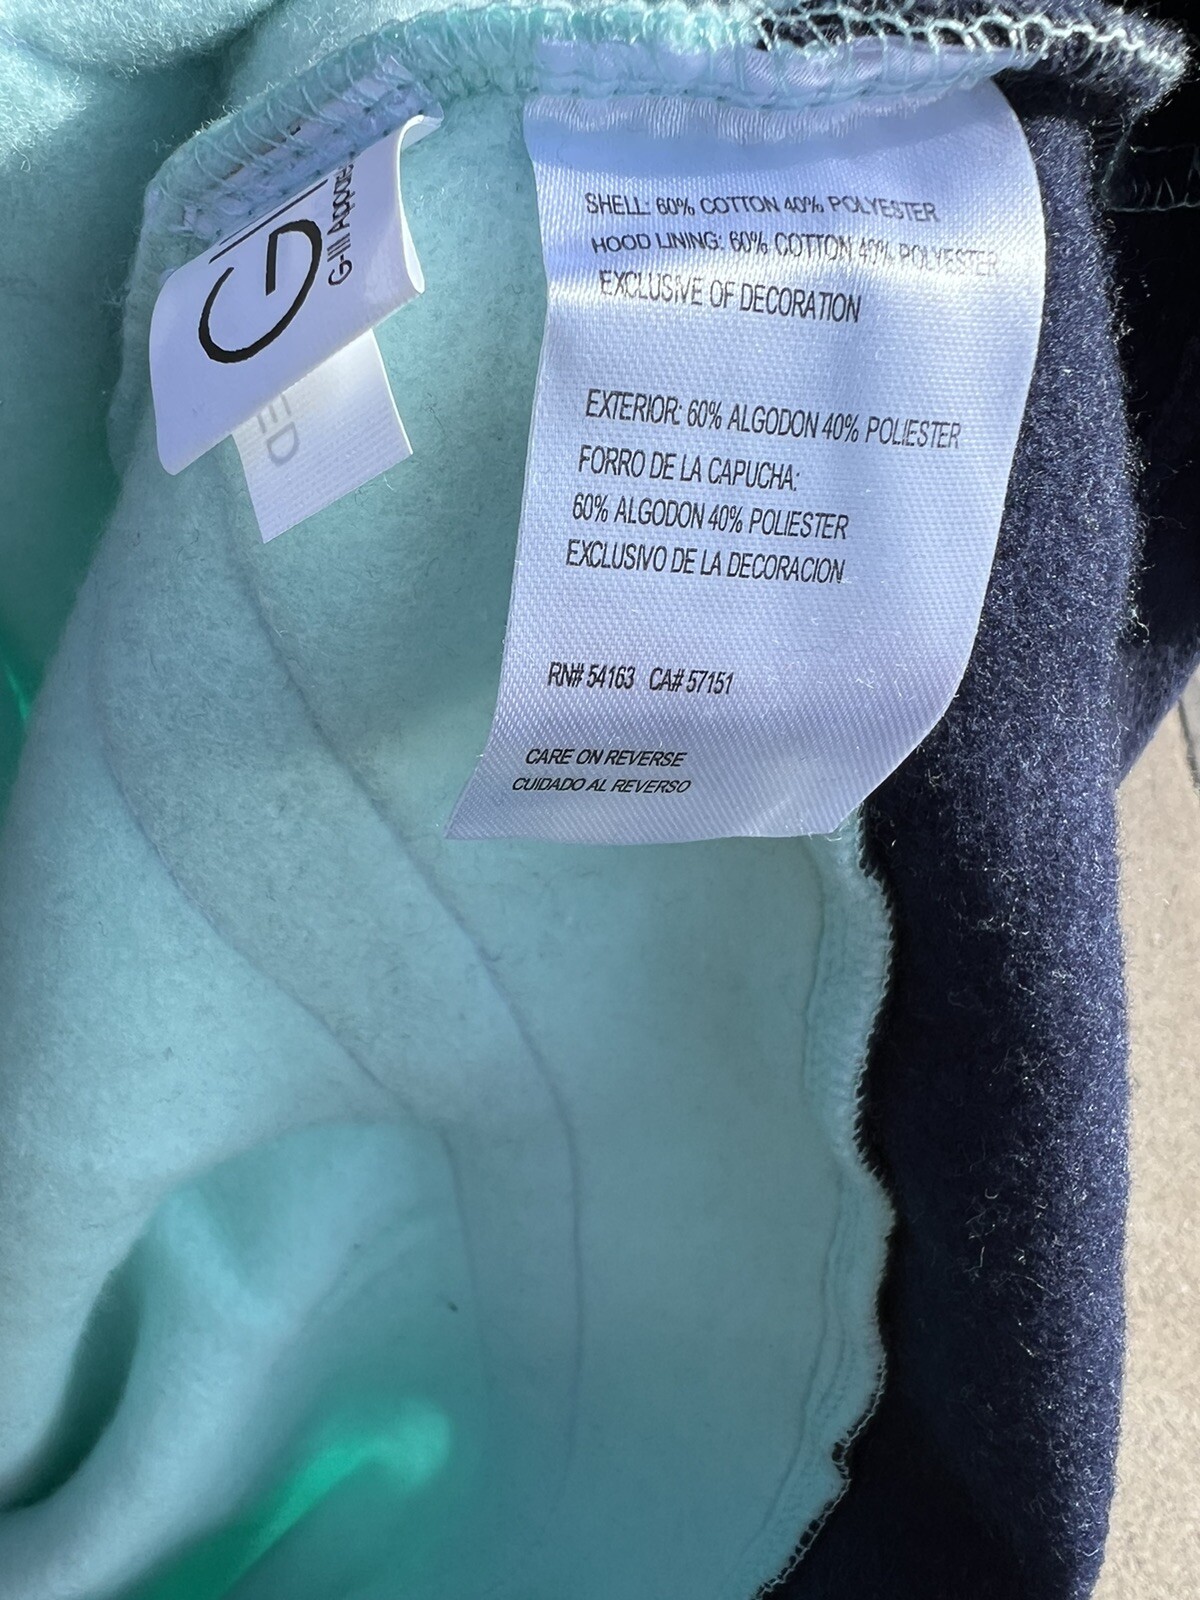 G-III
G-III Appare
ED
SHELL: 60% COTTON 40% POLYESTER
HOOD LINING: 60% COTTON 40% POLYESTER
EXCLUSIVE OF DECORATION
EXTERIOR: 60% ALGODON 40% POLIESTER
FORRO DE LA CAPUCHA:
60% ALGODON 40% POLIESTER
EXCLUSIVO DE LA DECORACION
RN# 54163 CA# 57151
CARE ON REVERSE
CUIDADO AL REVERSO